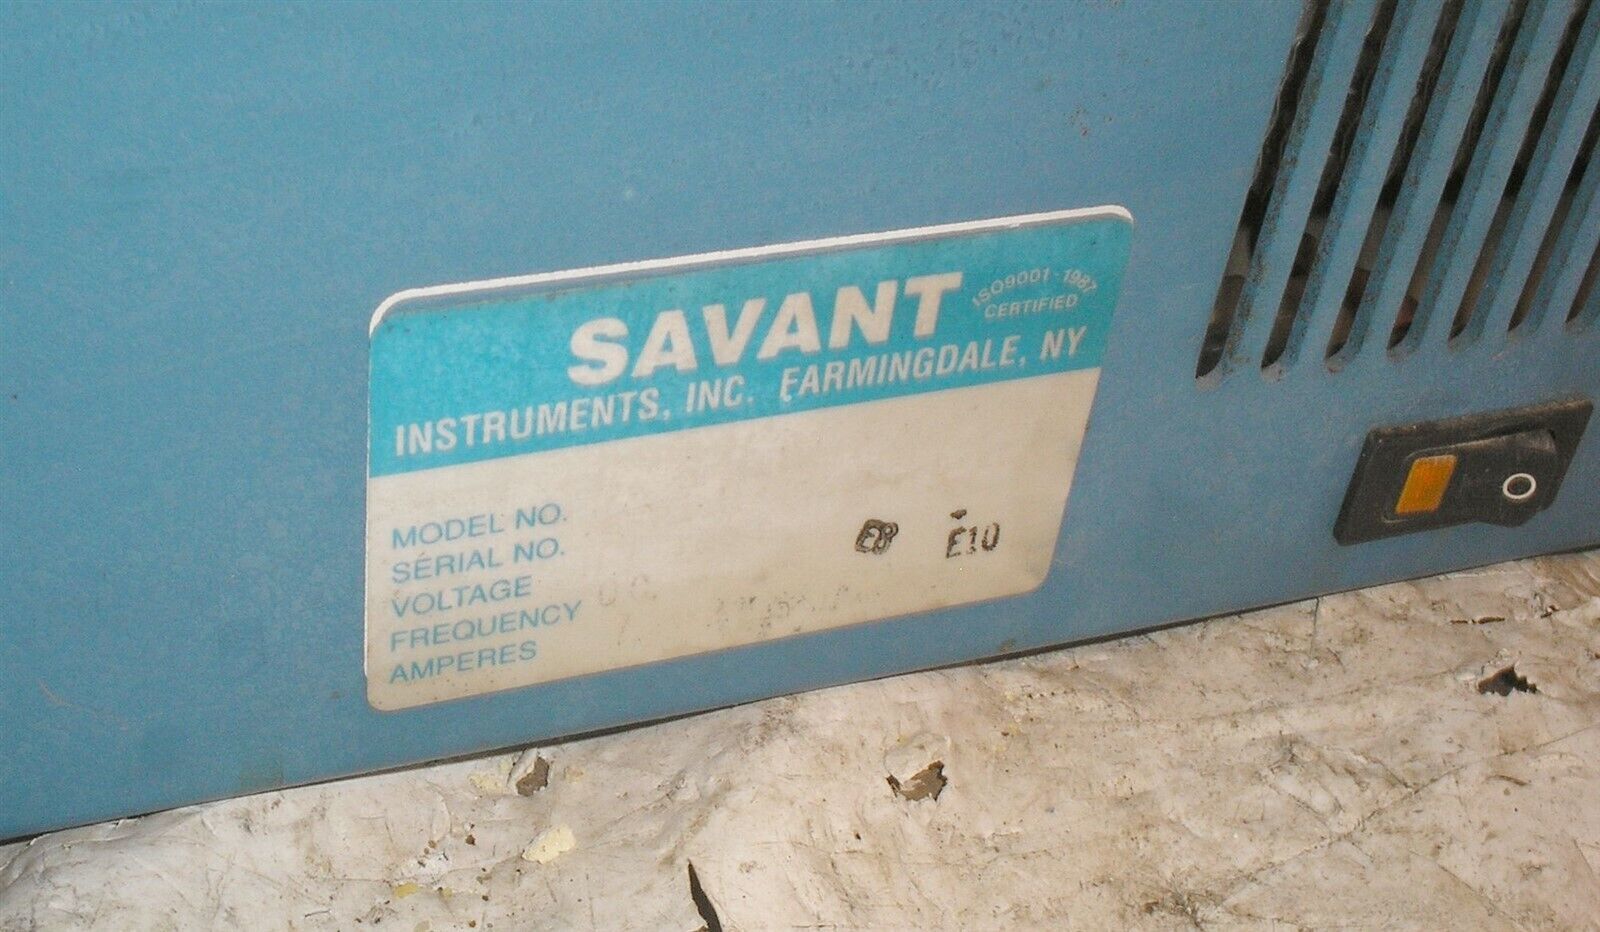 SAVANT
ISO9001-1987
CERTIFIED
INSTRUMENTS, INC. FARMINGDALE, NY
MODEL NO.
SERIAL NO.
VOLTAGE
FREQUENCY
AMPERES
E10